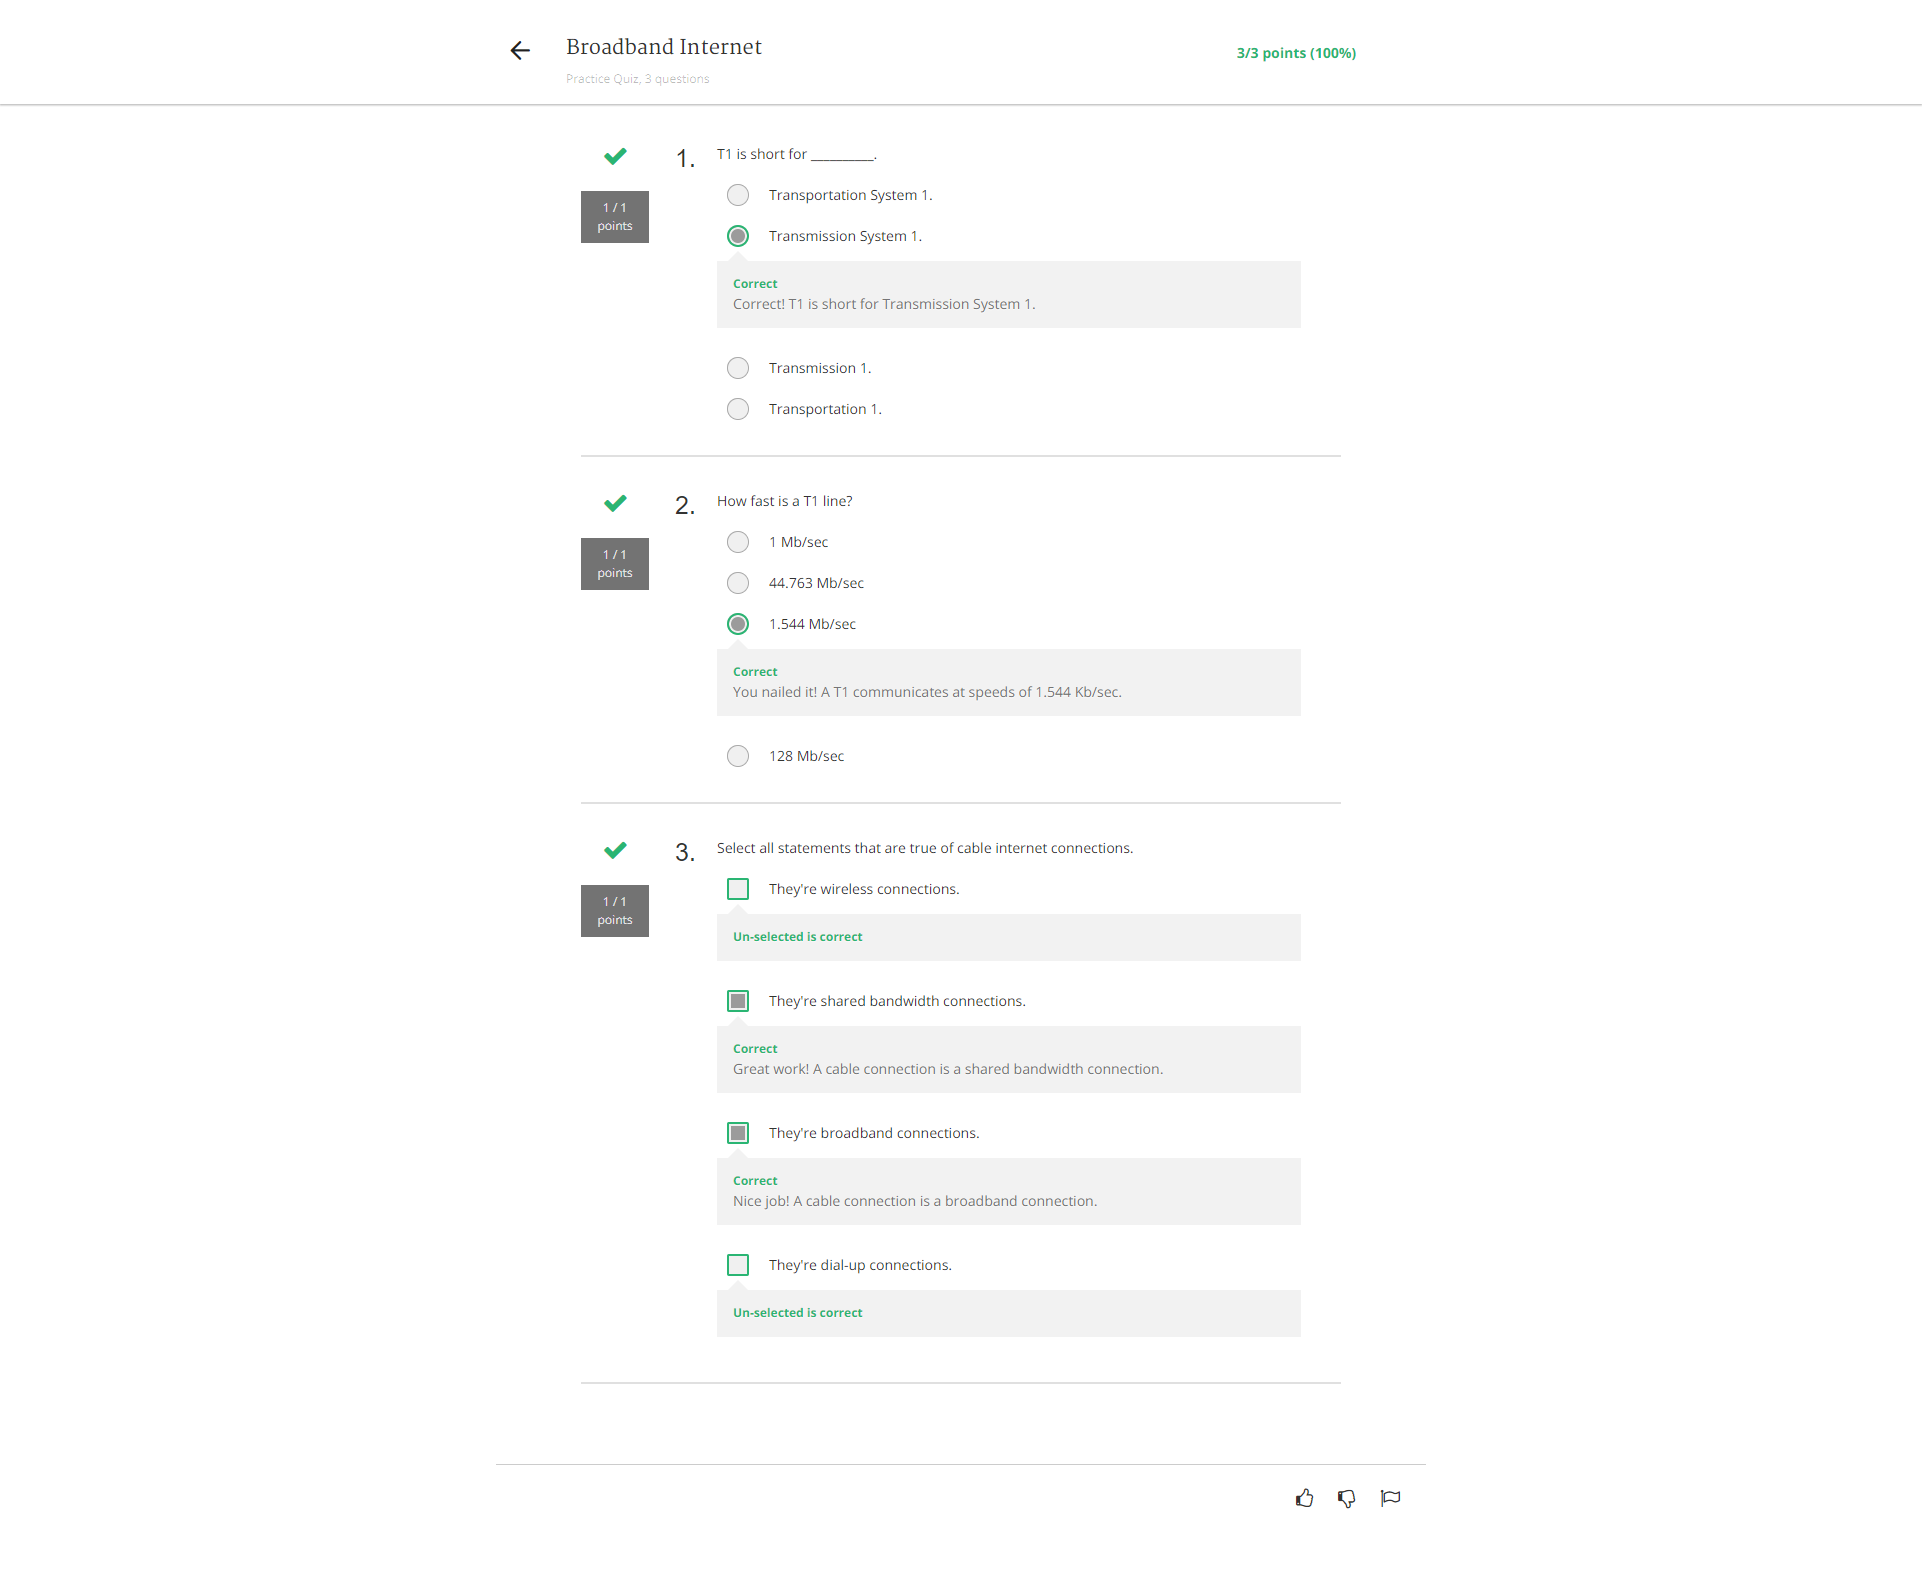 Broadband Internet
3/3 points (100%)
Practice Quiz, 3 questions
1.
T1 is short for __________.
1 / 1
points
Transportation System 1.
Transmission System 1.
Correct
Correct! T1 is short for Transmission System 1.
Transmission 1.
Transportation 1.
2.
How fast is a T1 line?
1 / 1
points
1 Mb/sec
44.763 Mb/sec
1.544 Mb/sec
Correct
You nailed it! A T1 communicates at speeds of 1.544 Kb/sec.
128 Mb/sec
3.
Select all statements that are true of cable internet connections.
1 / 1
points
They're wireless connections.
Un-selected is correct
They're shared bandwidth connections.
Correct
Great work! A cable connection is a shared bandwidth connection.
They're broadband connections.
Correct
Nice job! A cable connection is a broadband connection.
They're dial-up connections.
Un-selected is correct